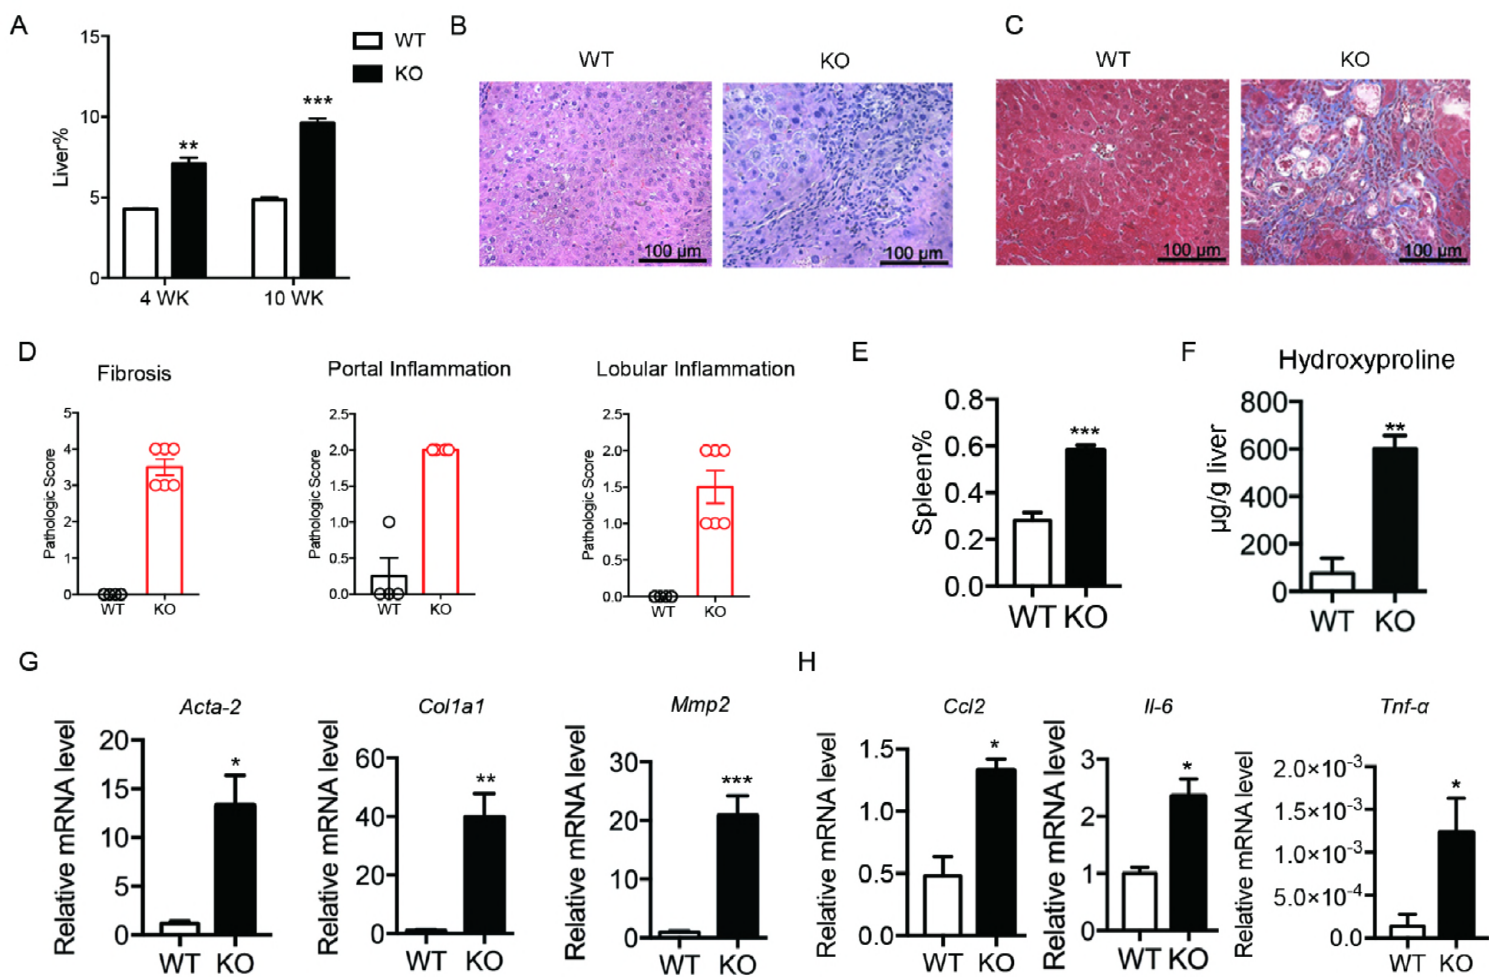 A
15
10
5
0
Liver%
**
***
4 WK
10 WK
WT
KO
B
WT
KO
100 µm
100 µm
C
WT
KO
100 µm
100 µm
D
Fibrosis
Pathologic Score
5
4
3
2
1
0
WT
KO
Portal Inflammation
Pathologic Score
2.5
2.0
1.5
1.0
0.5
0.0
WT
KO
Lobular Inflammation
Pathologic Score
2.5
2.0
1.5
1.0
0.5
0.0
WT
KO
E
Spleen%
0.8
0.6
0.4
0.2
0.0
***
WT KO
F
Hydroxyproline
µg/g liver
800
600
400
200
0
**
WT KO
G
Acta-2
Relative mRNA level
20
15
10
5
0
*
WT KO
Col1a1
Relative mRNA level
60
40
20
0
**
WT KO
Mmp2
Relative mRNA level
30
20
10
0
***
WT KO
H
Ccl2
Relative mRNA level
1.5
1.0
0.5
0.0
*
WT KO
Il-6
Relative mRNA level
3
2
1
0
*
WT KO
Tnf-α
Relative mRNA level
2.0×10-3
1.5×10-3
1.0×10-3
5.0×10-4
0.0
*
WT KO